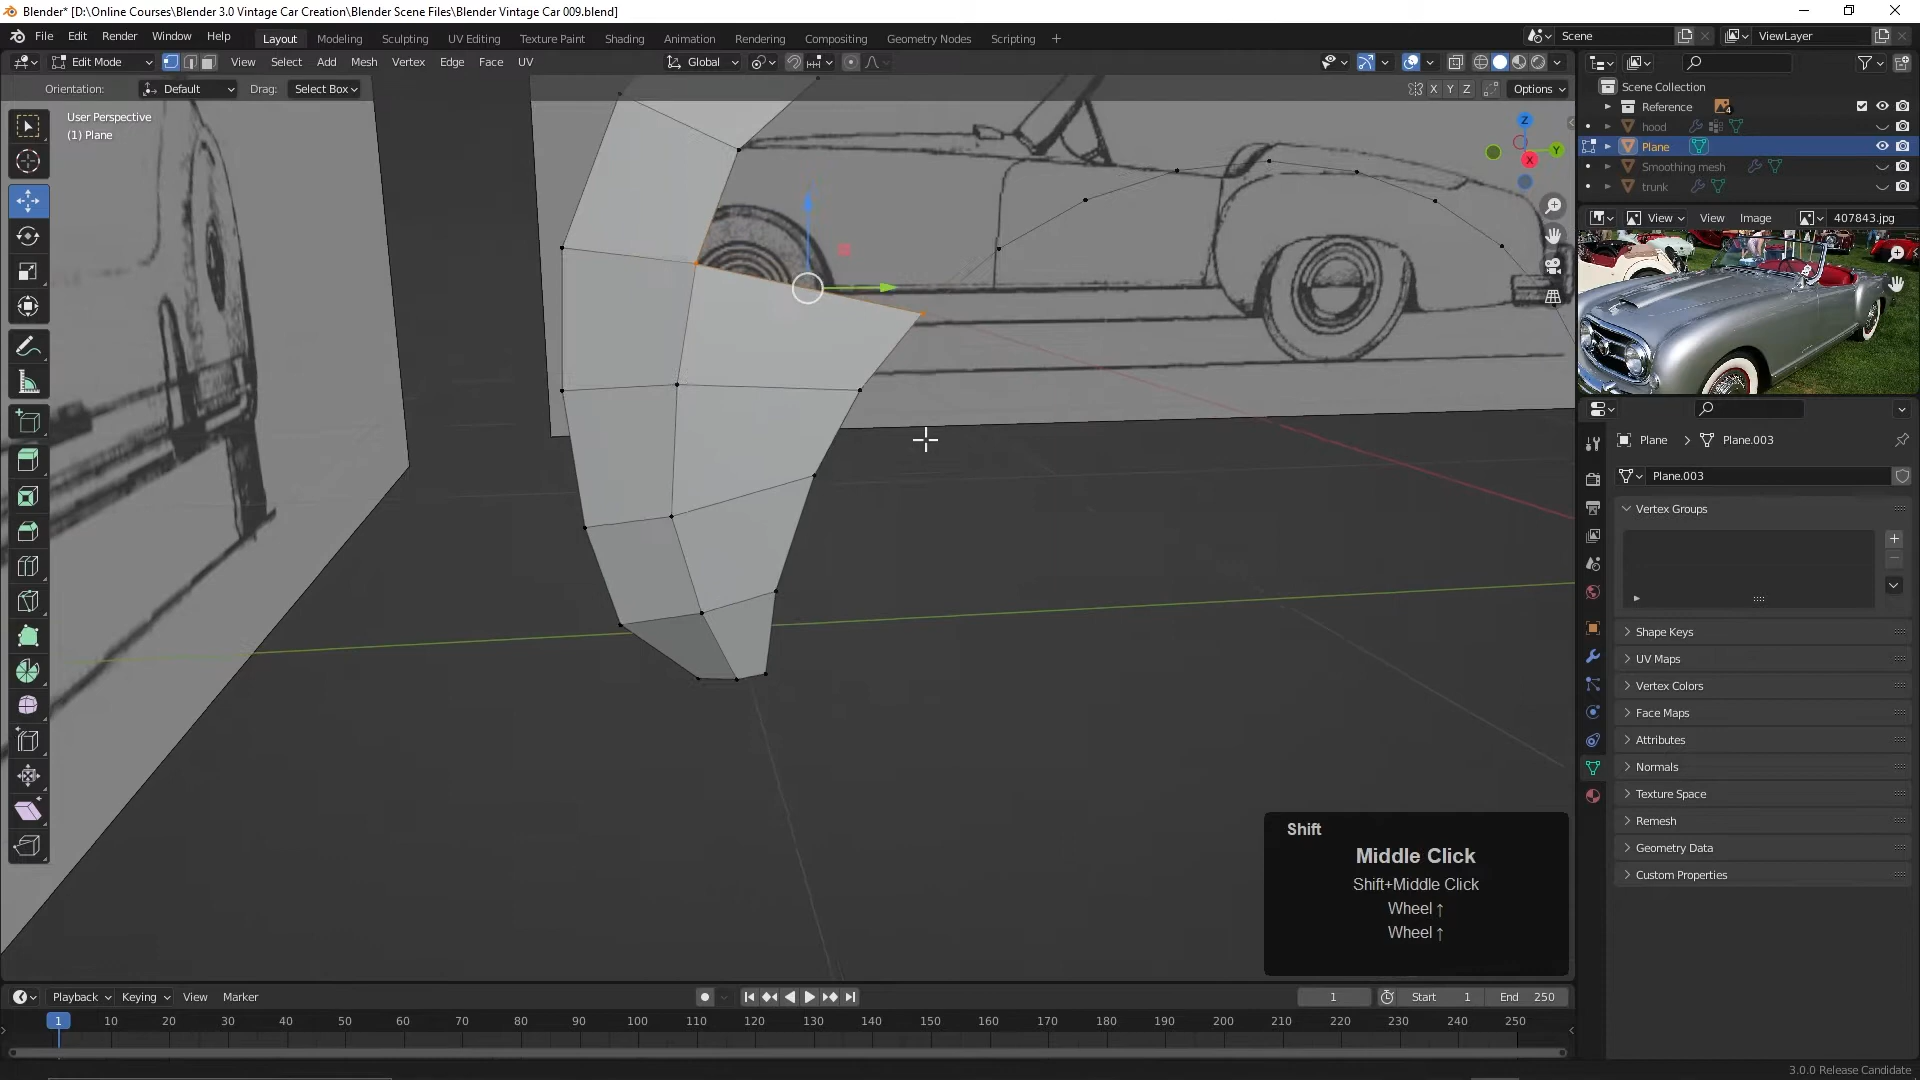 Blender* [D:\Online Courses\Blender 3.0 Vintage Car Creation\Blender Scene Files\Blender Vintage Car 009.blend]
File Edit Render Window Help Layout Modeling Sculpting UV Editing Texture Paint Shading Animation Rendering Compositing Geometry Nodes Scripting + Scene ViewLayer
Edit Mode View Select Add Mesh Vertex Edge Face UV Global
Orientation: Default Drag: Select Box X Y Z Options
User Perspective
(1) Plane
Z
Y
X
Scene Collection
Reference 4
hood
Plane
Smoothing mesh
trunk
View View Image 407843.jpg
Plane Plane.003
Plane.003
Vertex Groups
Shape Keys
UV Maps
Vertex Colors
Face Maps
Attributes
Normals
Texture Space
Remesh
Geometry Data
Custom Properties
Shift
Middle Click
Shift+Middle Click
Wheel ↑
Wheel ↑
Playback Keying View Marker 1 Start 1 End 250
1 10 20 30 40 50 60 70 80 90 100 110 120 130 140 150 160 170 180 190 200 210 220 230 240 250
3.0.0 Release Candidate